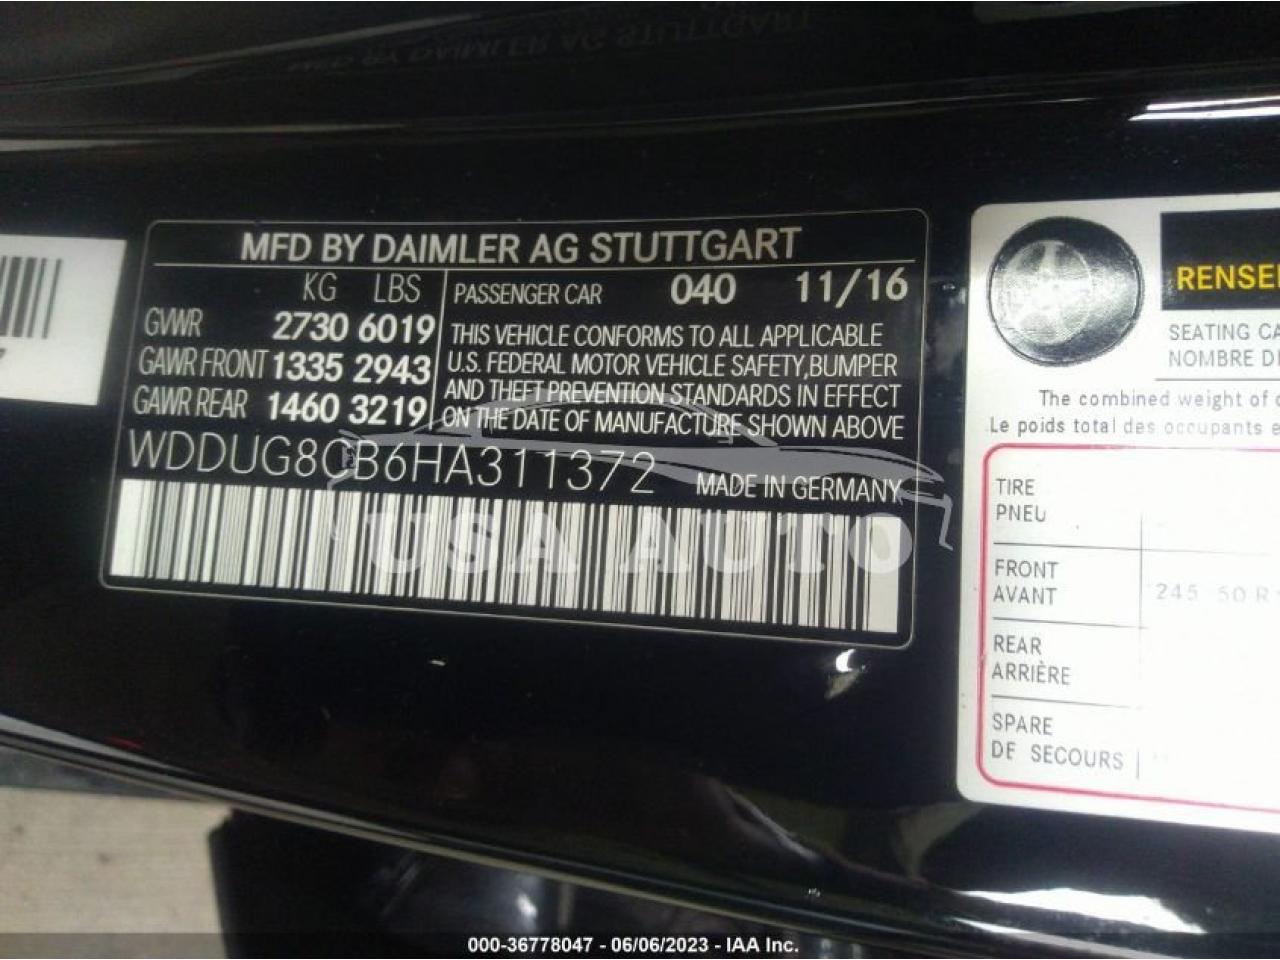 MFD BY DAIMLER AG STUTTGART
KG LBS
GVWR 2730 6019
GAWR FRONT 1335 2943
GAWR REAR 1460 3219
PASSENGER CAR 040 11/16
THIS VEHICLE CONFORMS TO ALL APPLICABLE
U.S. FEDERAL MOTOR VEHICLE SAFETY, BUMPER
AND THEFT PREVENTION STANDARDS IN EFFECT
ON THE DATE OF MANUFACTURE SHOWN ABOVE
WDDUG8CB6HA311372
MADE IN GERMANY
USA AUTO
RENSEI
SEATING CA
NOMBRE DE
The combined weight of o
Le poids total des occupants e
TIRE
PNEU
FRONT
AVANT
245 50 R
REAR
ARRIÈRE
SPARE
DE SECOURS
000-36778047 - 06/06/2023 - IAA Inc.